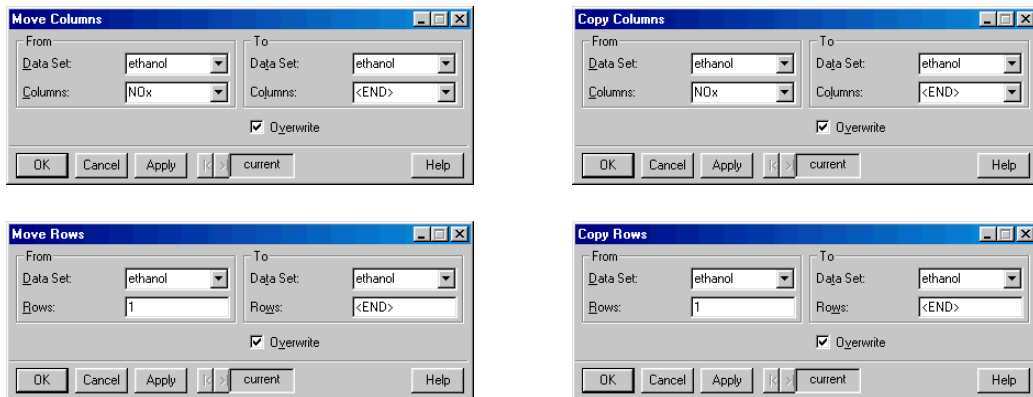 Move Columns
From
To
Data Set: ethanol
Data Set: ethanol
Columns: NOx
Columns: <END>
Overwrite
OK Cancel Apply |< >| current Help
Copy Columns
From
To
Data Set: ethanol
Data Set: ethanol
Columns: NOx
Columns: <END>
Overwrite
OK Cancel Apply |< >| current Help
Move Rows
From
To
Data Set: ethanol
Data Set: ethanol
Rows: 1
Rows: <END>
Overwrite
OK Cancel Apply |< >| current Help
Copy Rows
From
To
Data Set: ethanol
Data Set: ethanol
Rows: 1
Rows: <END>
Overwrite
OK Cancel Apply |< >| current Help